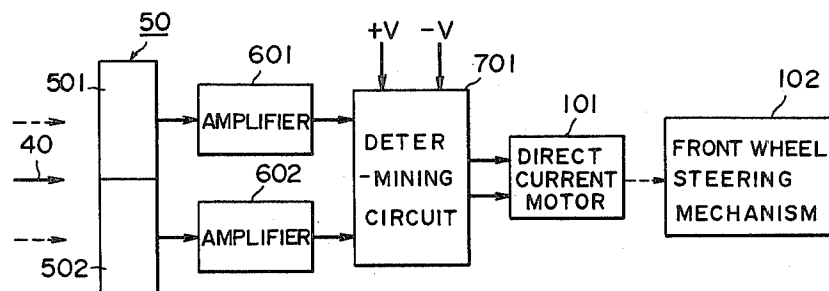 50
501
40
502
601
AMPLIFIER
602
AMPLIFIER
+V -V
701
DETER
-MINING
CIRCUIT
101
DIRECT
CURRENT
MOTOR
102
FRONT WHEEL
STEERING
MECHANISM